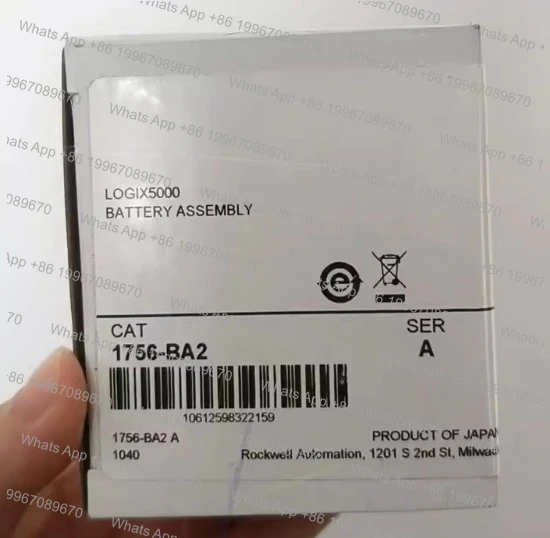 LOGIX5000
BATTERY ASSEMBLY
CAT
SER
1756-BA2
A
10612598322159
1756-BA2 A
PRODUCT OF JAPAN
1040
Rockwell Automation, 1201 S 2nd St, Milwau
Whats App +86 19967089670